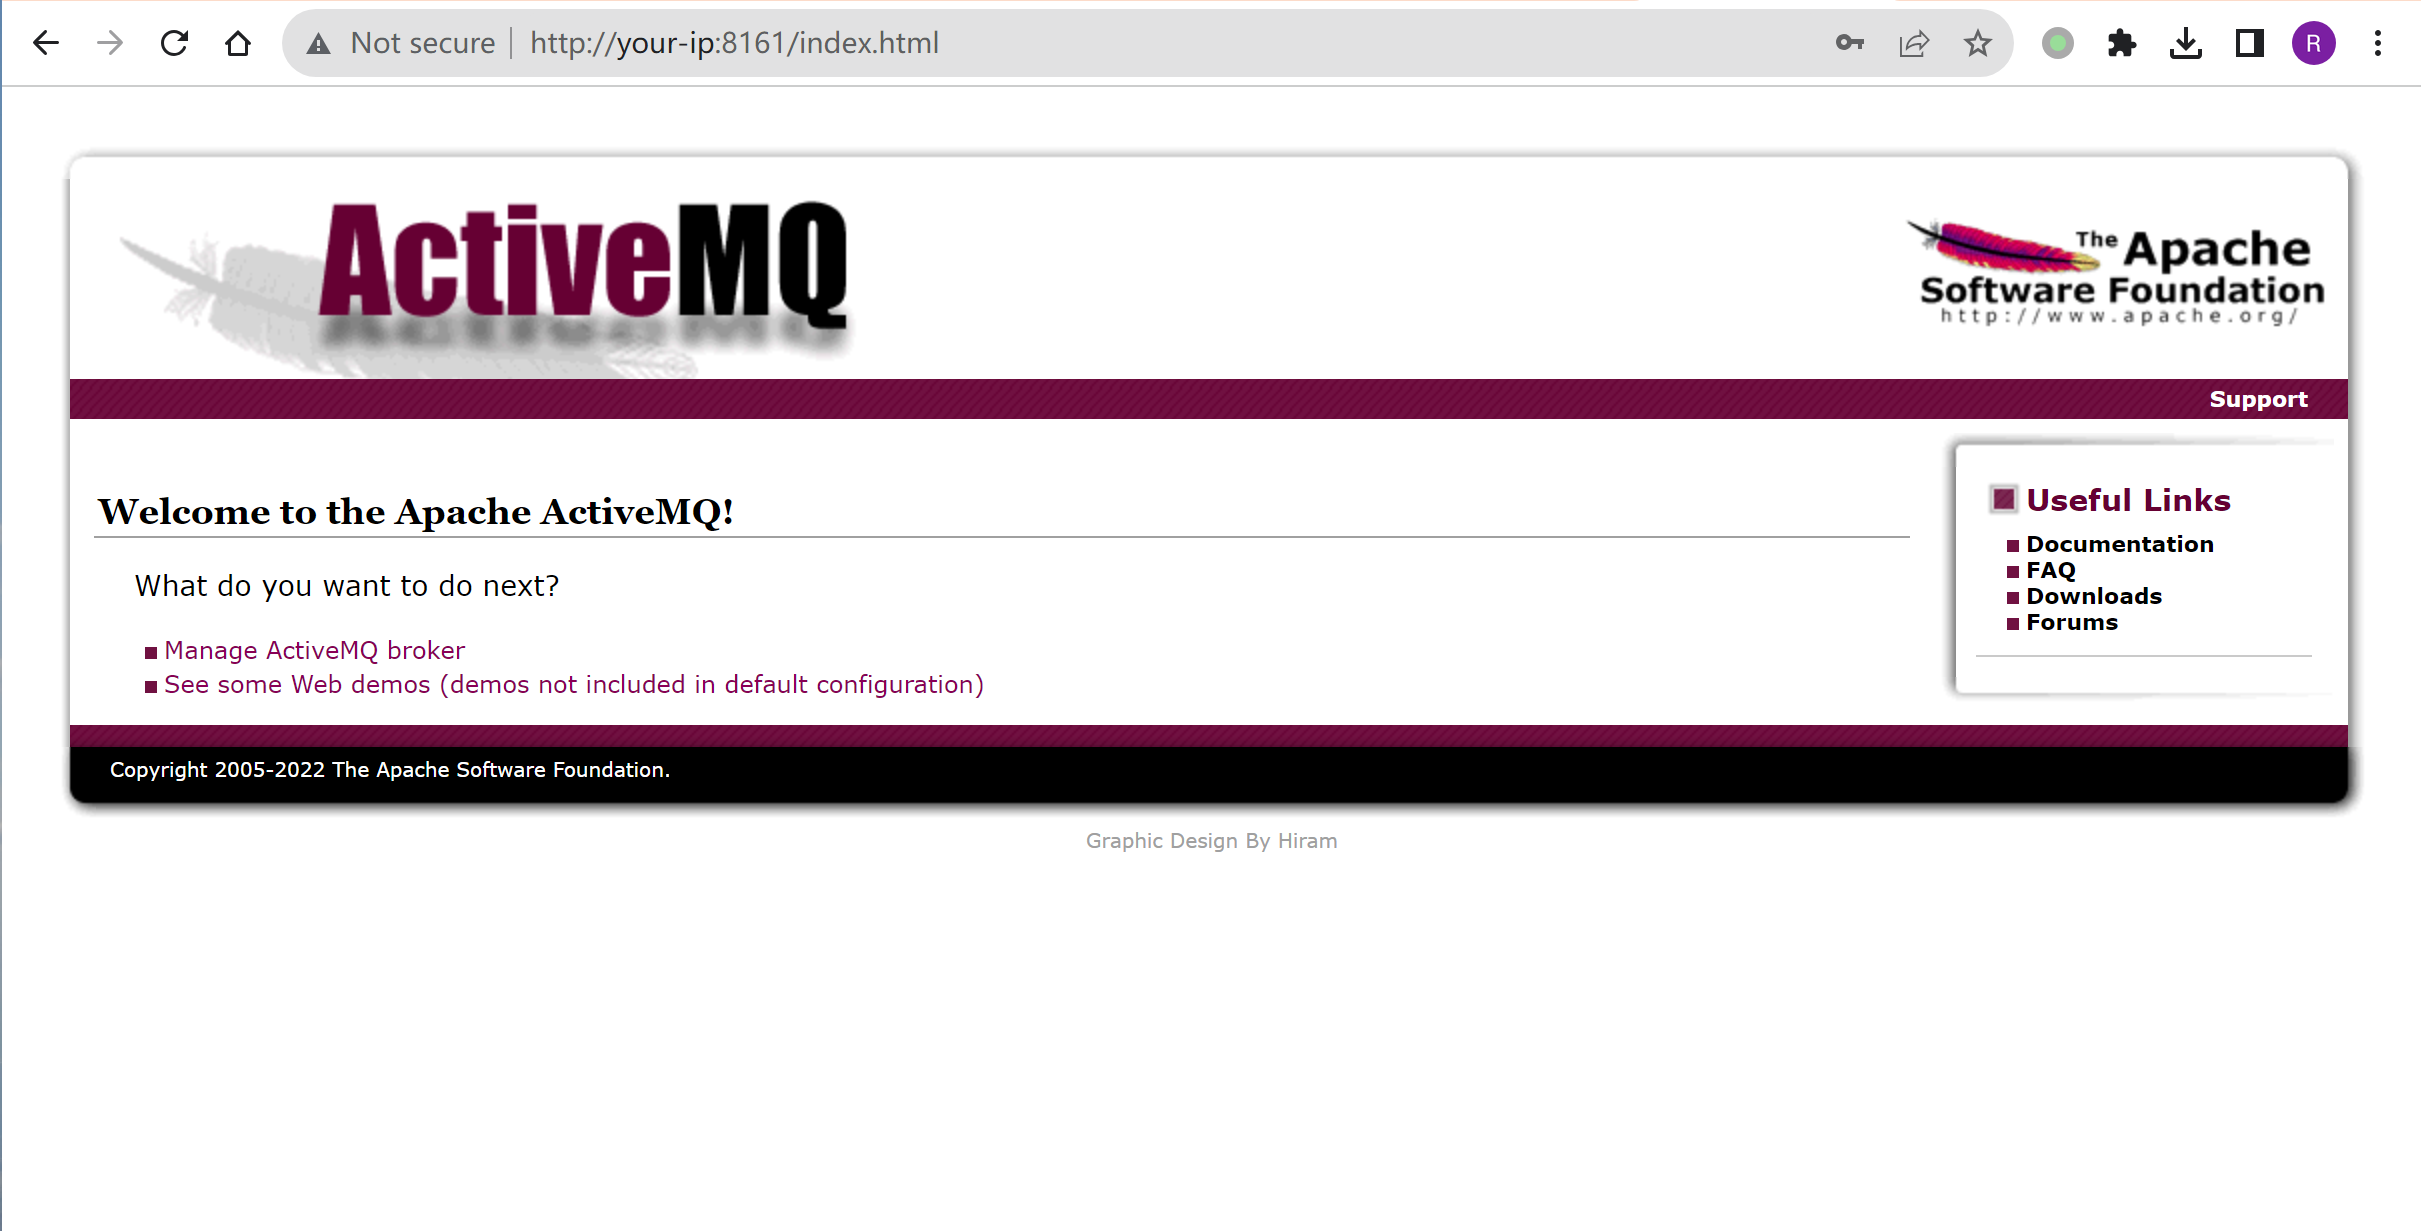 Not secure
http://your-ip:8161/index.html
R
ActiveMQ
The Apache
Software Foundation
http://www.apache.org/
Support
Welcome to the Apache ActiveMQ!
What do you want to do next?
Manage ActiveMQ broker
See some Web demos (demos not included in default configuration)
Useful Links
Documentation
FAQ
Downloads
Forums
Copyright 2005-2022 The Apache Software Foundation.
Graphic Design By Hiram